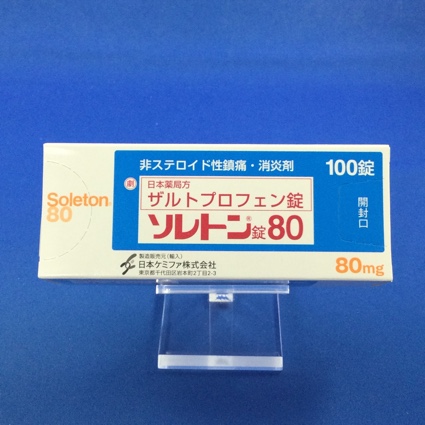 Soleton®
80
非ステロイド性鎮痛・消炎剤
100錠
劇
日本薬局方
ザルトプロフェン錠
ソレトン®錠80
開封口
製造販売元(輸入)
日本ケミファ株式会社
東京都千代田区岩本町2丁目2-3
80mg